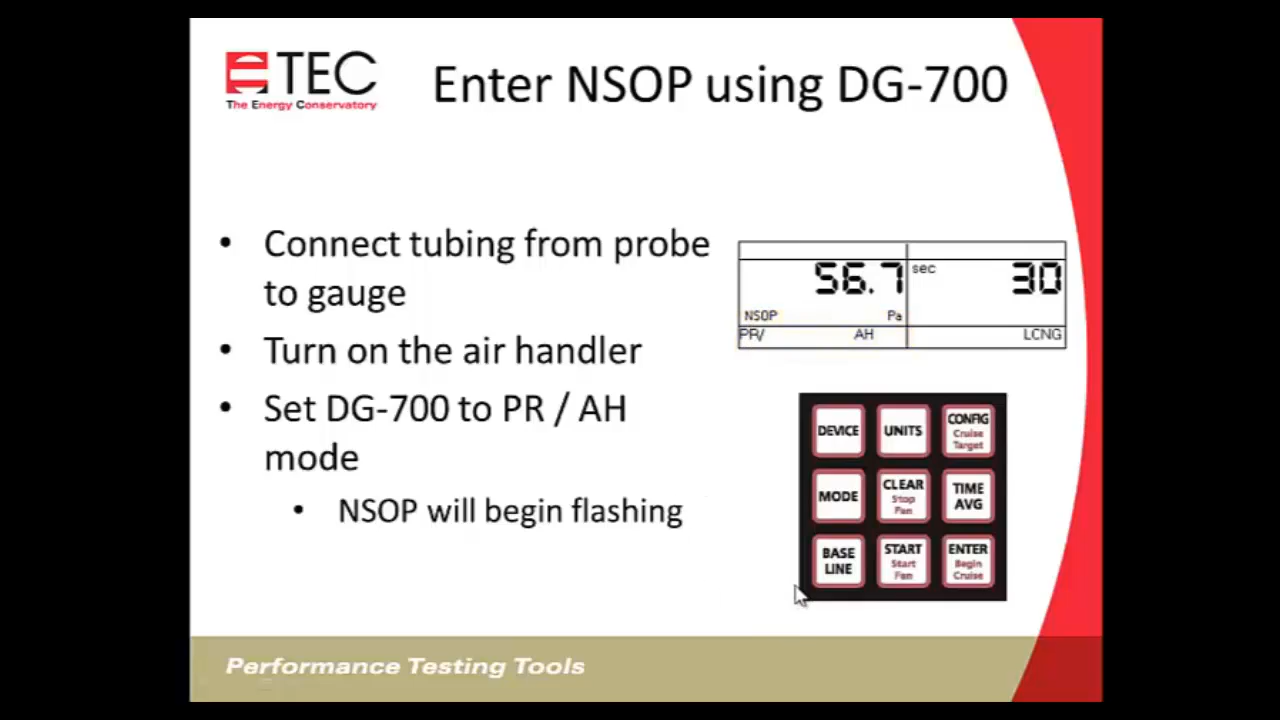 TEC
The Energy Conservatory
Enter NSOP using DG-700
• Connect tubing from probe
to gauge
• Turn on the air handler
• Set DG-700 to PR / AH
mode
• NSOP will begin flashing
56.7 sec 30
NSOP Pa
PR/ AH LCNG
DEVICE UNITS CONFIG
Cruise
Target
MODE CLEAR TIME
Stop AVG
Fan
BASE START ENTER
LINE Start Begin
Fan Cruise
Performance Testing Tools